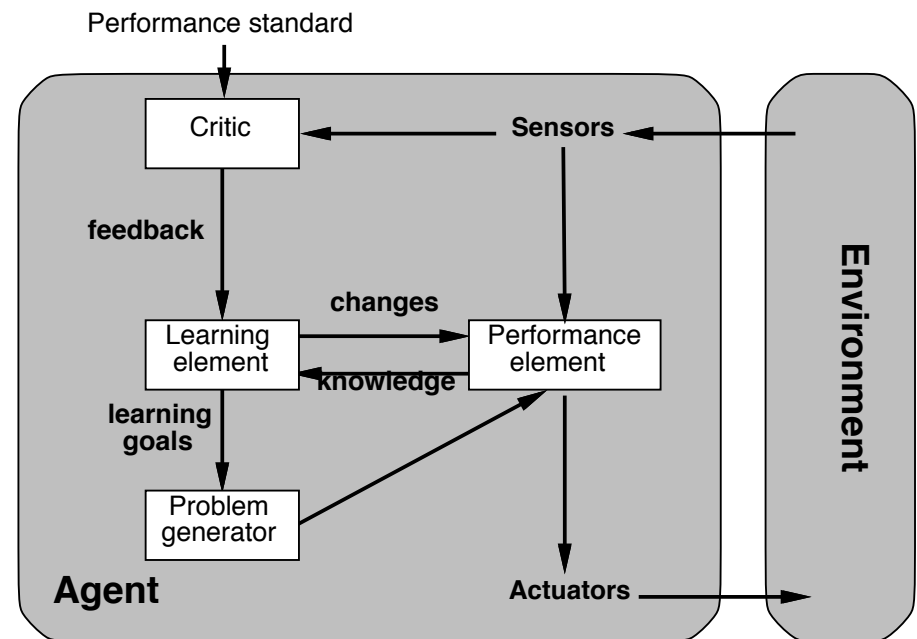 Performance standard
Critic
Sensors
feedback
changes
Learning
element
Performance
element
knowledge
learning
goals
Problem
generator
Agent
Actuators
Environment